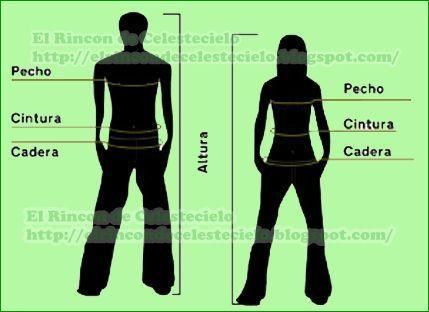 El Rincon de Celestecielo
http://elrincondecelestecielo.blogspot.com/
Pecho
Cintura
Cadera
Altura
Pecho
Cintura
Cadera
El Rincon de Celestecielo
http://elrincondecelestecielo.blogspot.com/